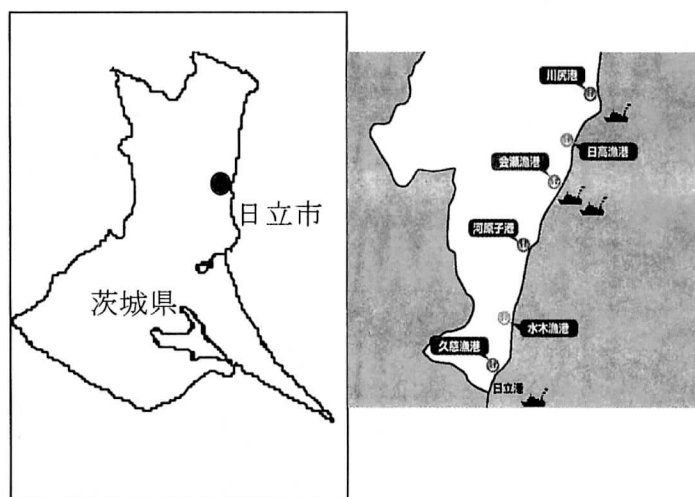 日立市
茨城県
川尻港
日高漁港
会瀬漁港
河原子港
水木漁港
久慈漁港
日立港